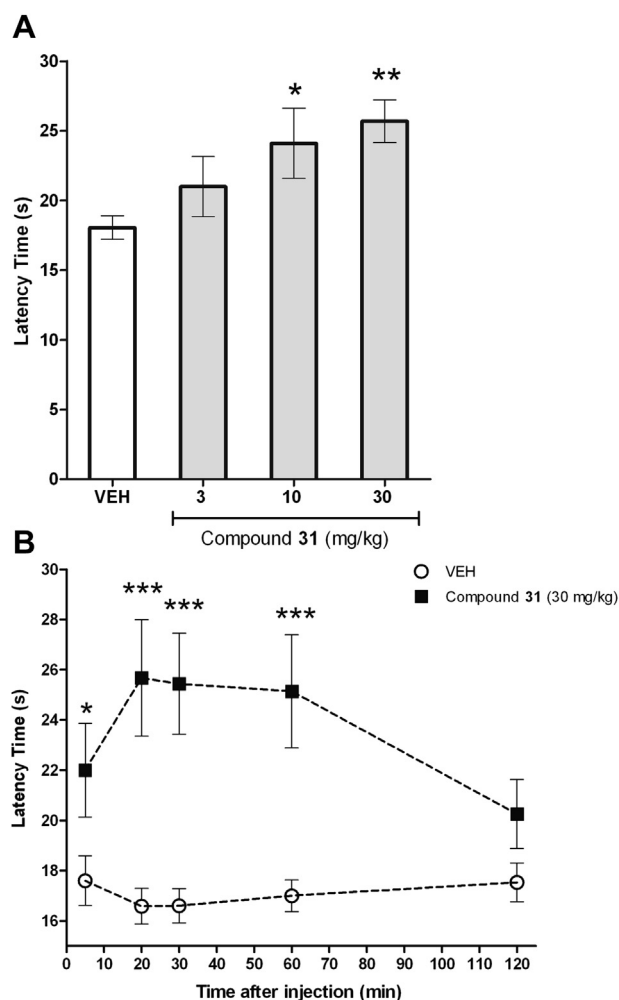 A
30
25
20
15
10
5
0
Latency Time (s)
*
**
VEH 3 10 30
Compound 31 (mg/kg)
B
30
28
26
24
22
20
18
16
Latency Time (s)
VEH
Compound 31 (30 mg/kg)
*
***
***
***
0 10 20 30 40 50 60 70 80 90 100 110 120
Time after injection (min)